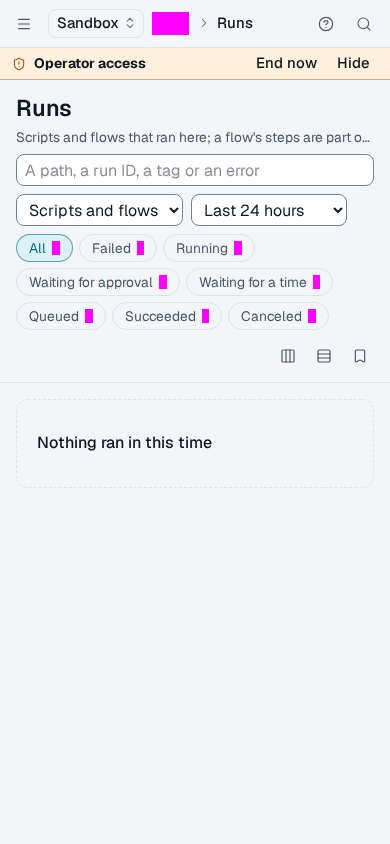 Sandbox > Runs
Operator access End now Hide
Runs
Scripts and flows that ran here; a flow's steps are part o…
A path, a run ID, a tag or an error
Scripts and flows Last 24 hours
All Failed Running
Waiting for approval Waiting for a time
Queued Succeeded Canceled
Nothing ran in this time